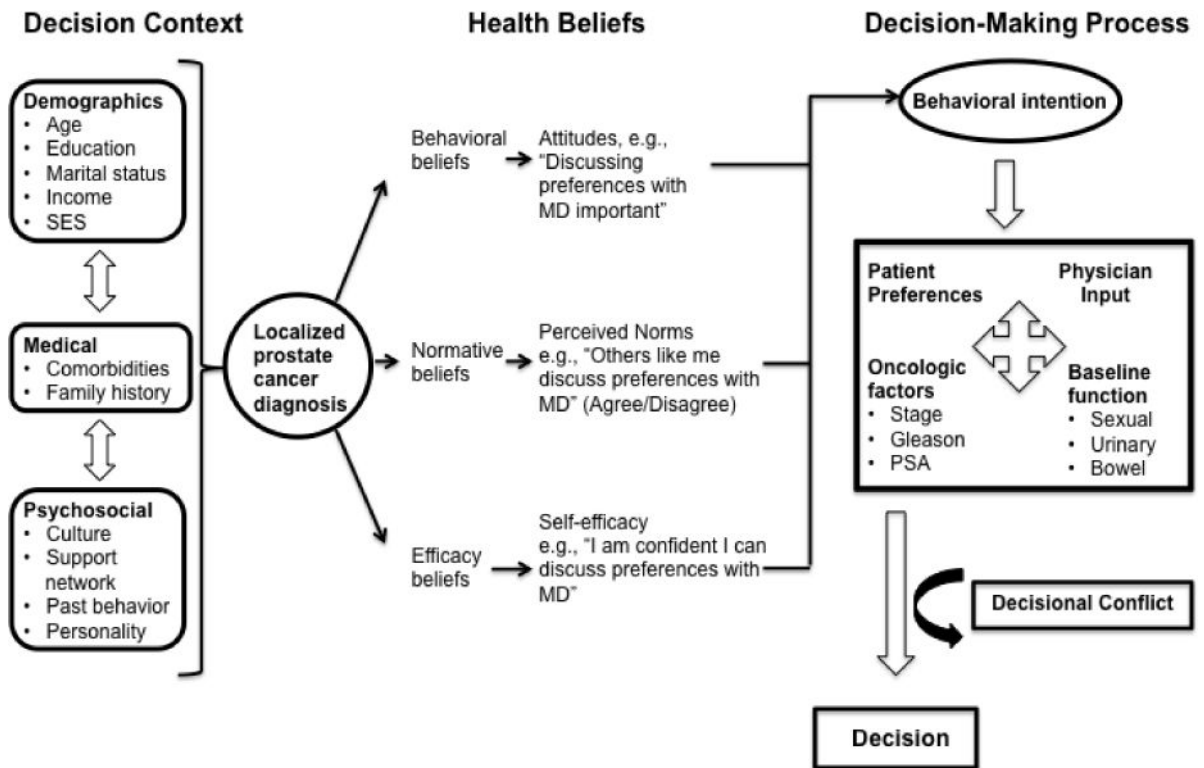 Decision Context
Health Beliefs
Decision-Making Process
Demographics
• Age
• Education
• Marital status
• Income
• SES
Medical
• Comorbidities
• Family history
Psychosocial
• Culture
• Support
network
• Past behavior
• Personality
Localized
prostate
cancer
diagnosis
Behavioral
beliefs
Attitudes, e.g.,
“Discussing
preferences with
MD important”
Normative
beliefs
Perceived Norms
e.g., “Others like me
discuss preferences with
MD” (Agree/Disagree)
Efficacy
beliefs
Self-efficacy
e.g., “I am confident I can
discuss preferences with
MD”
Behavioral intention
Patient
Preferences
Physician
Input
Oncologic
factors
• Stage
• Gleason
• PSA
Baseline
function
• Sexual
• Urinary
• Bowel
Decisional Conflict
Decision